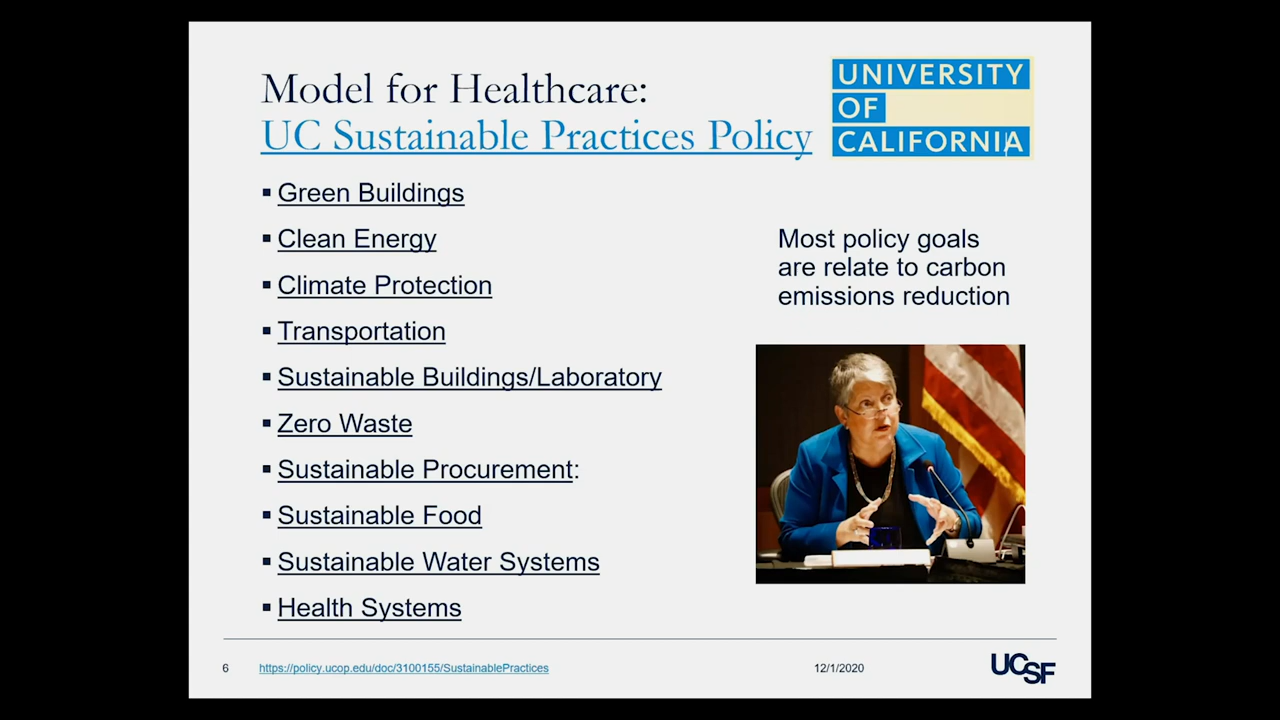 Model for Healthcare:
UC Sustainable Practices Policy
UNIVERSITY
OF
CALIFORNIA
▪ Green Buildings
▪ Clean Energy
▪ Climate Protection
▪ Transportation
▪ Sustainable Buildings/Laboratory
▪ Zero Waste
▪ Sustainable Procurement:
▪ Sustainable Food
▪ Sustainable Water Systems
▪ Health Systems
Most policy goals
are relate to carbon
emissions reduction
6
https://policy.ucop.edu/doc/3100155/SustainablePractices
12/1/2020
UCSF